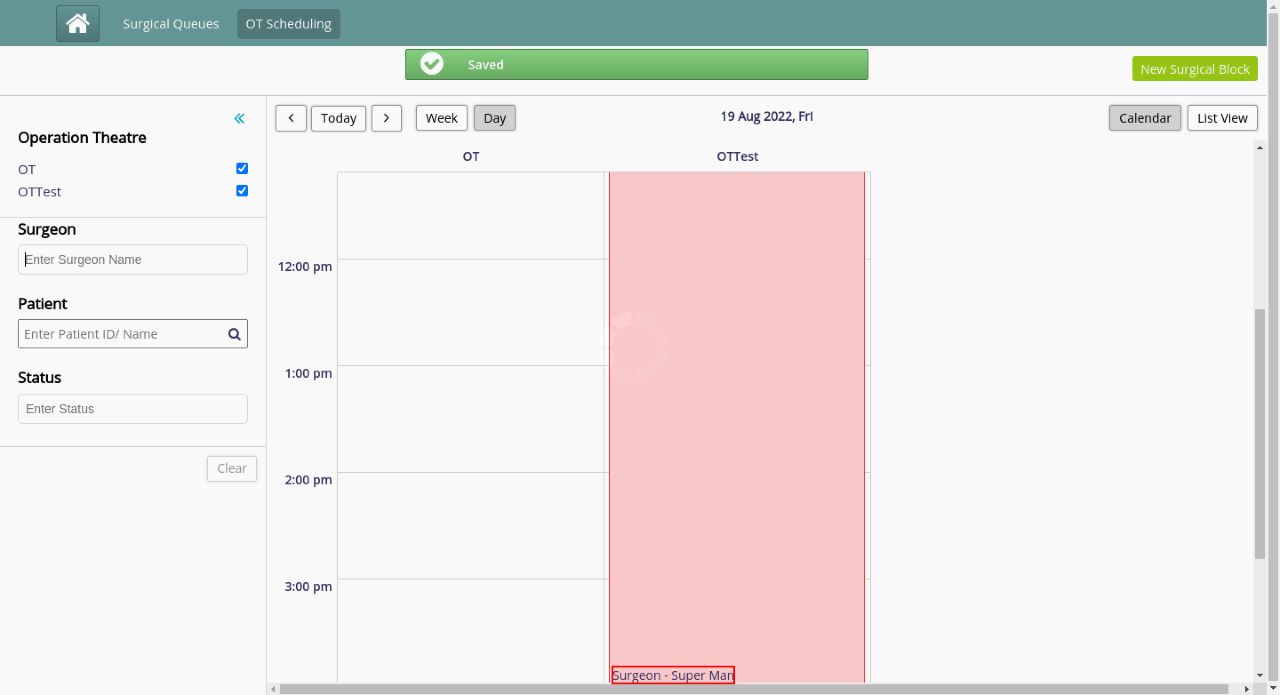 Surgical Queues
OT Scheduling
Saved
New Surgical Block
Operation Theatre
OT
OTTest
Surgeon
Enter Surgeon Name
Patient
Enter Patient ID/ Name
Status
Enter Status
Clear
Today
Week
Day
19 Aug 2022, Fri
Calendar
List View
OT
OTTest
12:00 pm
1:00 pm
2:00 pm
3:00 pm
Surgeon - Super Man